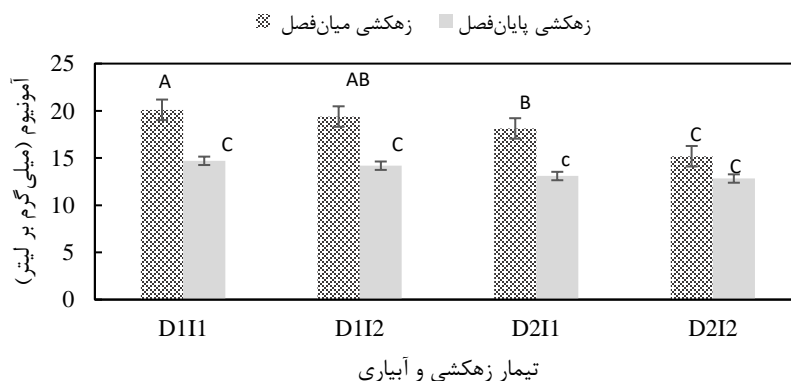 زهکشی میان‌فصل زهکشی پایان‌فصل
آمونیوم (میلی گرم بر لیتر)
25
20
15
10
5
0
A C AB C B c C C
D1I1 D1I2 D2I1 D2I2
تیمار زهکشی و آبیاری